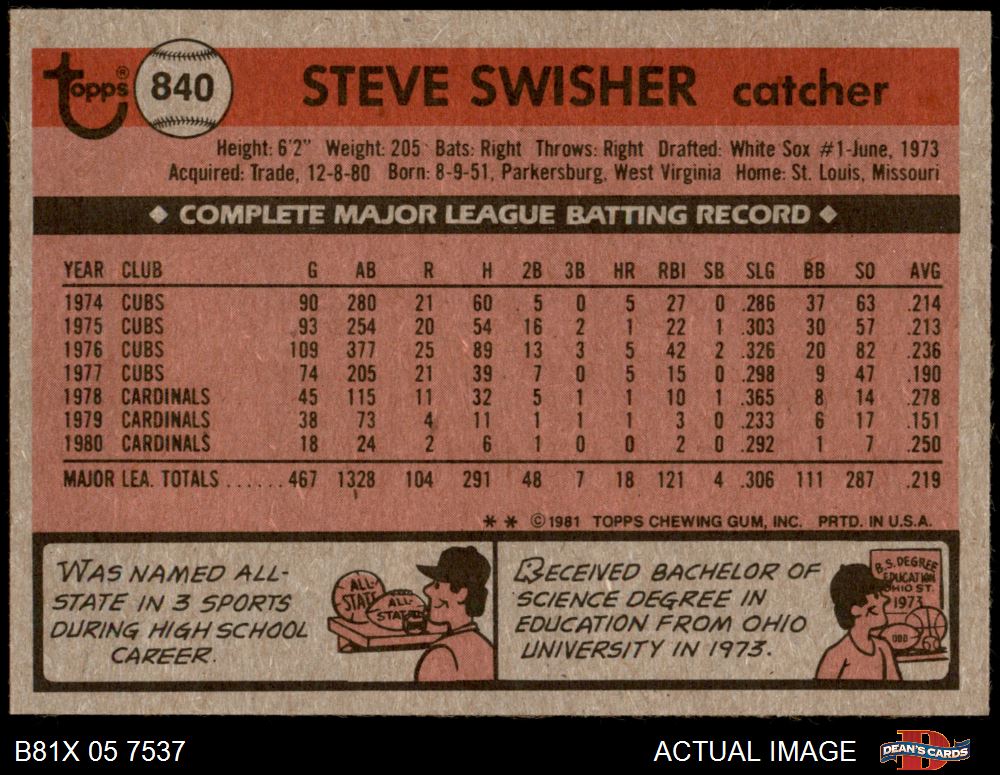 topps® 840 STEVE SWISHER catcher
Height: 6'2" Weight: 205 Bats: Right Throws: Right Drafted: White Sox #1-June, 1973
Acquired: Trade, 12-8-80 Born: 8-9-51, Parkersburg, West Virginia Home: St. Louis, Missouri
◆ COMPLETE MAJOR LEAGUE BATTING RECORD ◆
YEAR CLUB G AB R H 2B 3B HR RBI SB SLG BB SO AVG
1974 CUBS 90 280 21 60 5 0 5 27 0 .286 37 63 .214
1975 CUBS 93 254 20 54 16 2 1 22 1 .303 30 57 .213
1976 CUBS 109 377 25 89 13 3 5 42 2 .326 20 82 .236
1977 CUBS 74 205 21 39 7 0 5 15 0 .298 9 47 .190
1978 CARDINALS 45 115 11 32 5 1 1 10 1 .365 8 14 .278
1979 CARDINALS 38 73 4 11 1 1 1 3 0 .233 6 17 .151
1980 CARDINALS 18 24 2 6 1 0 0 2 0 .292 1 7 .250
MAJOR LEA. TOTALS ...... 467 1328 104 291 48 7 18 121 4 .306 111 287 .219
* * ©1981 TOPPS CHEWING GUM, INC. PRTD. IN U.S.A.
WAS NAMED ALL-
STATE IN 3 SPORTS
DURING HIGH SCHOOL
CAREER.
ALL-
STATE
ALL-
STATE
RECEIVED BACHELOR OF
SCIENCE DEGREE IN
EDUCATION FROM OHIO
UNIVERSITY IN 1973.
B.S. DEGREE
EDUCATION
OHIO ST.
1973
B81X 05 7537
ACTUAL IMAGE
DEAN'S CARDS